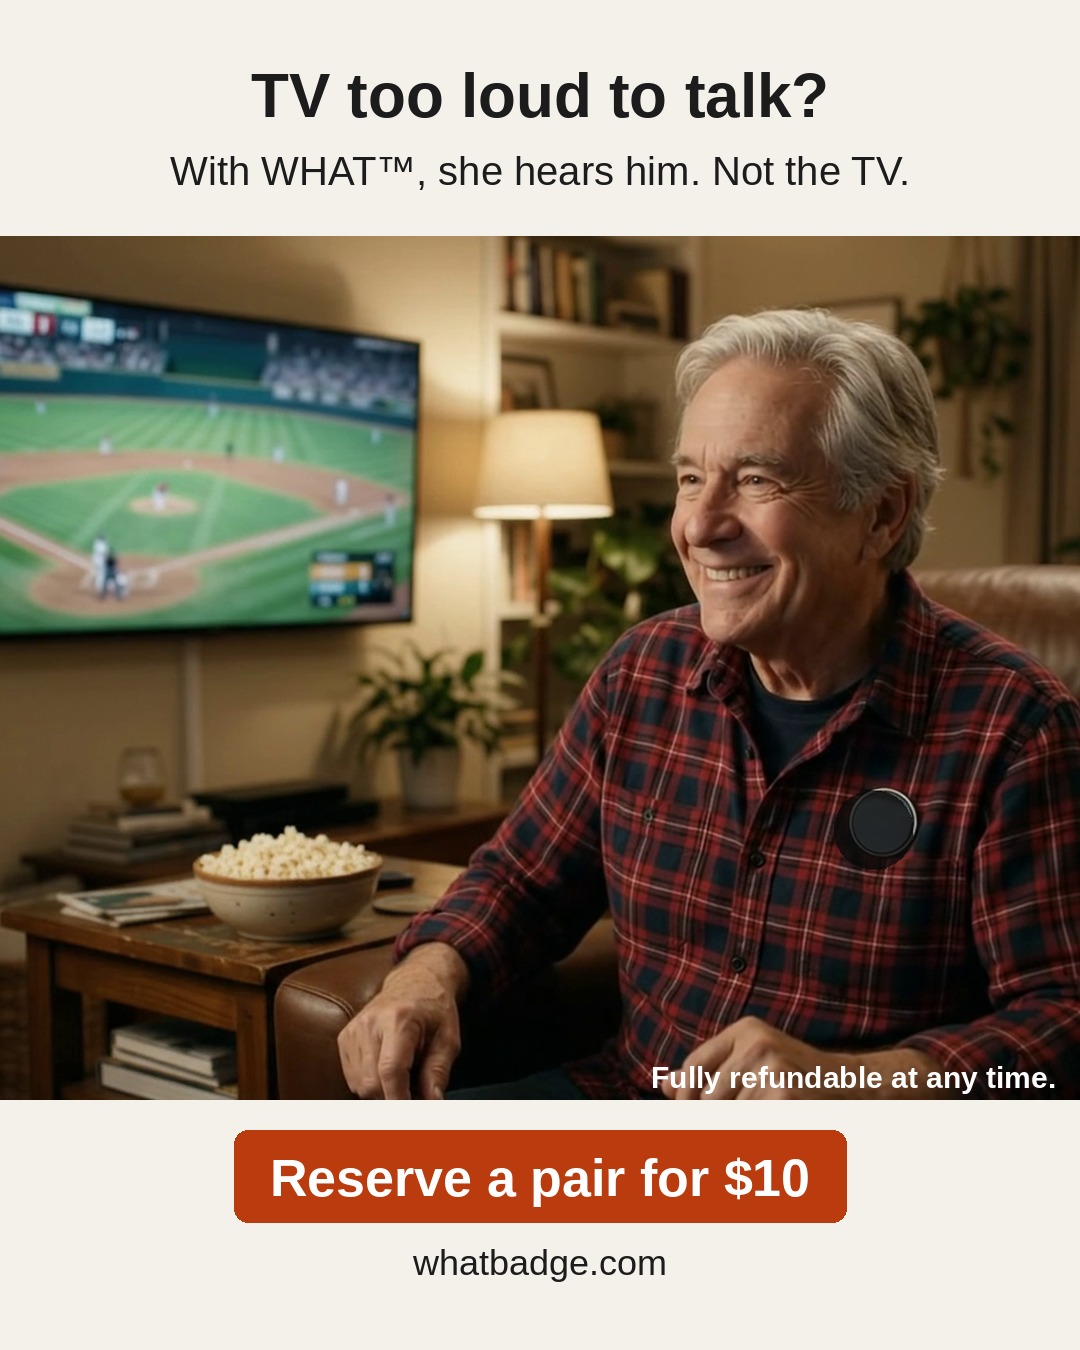 TV too loud to talk?
With WHAT™, she hears him. Not the TV.
Fully refundable at any time.
Reserve a pair for $10
whatbadge.com